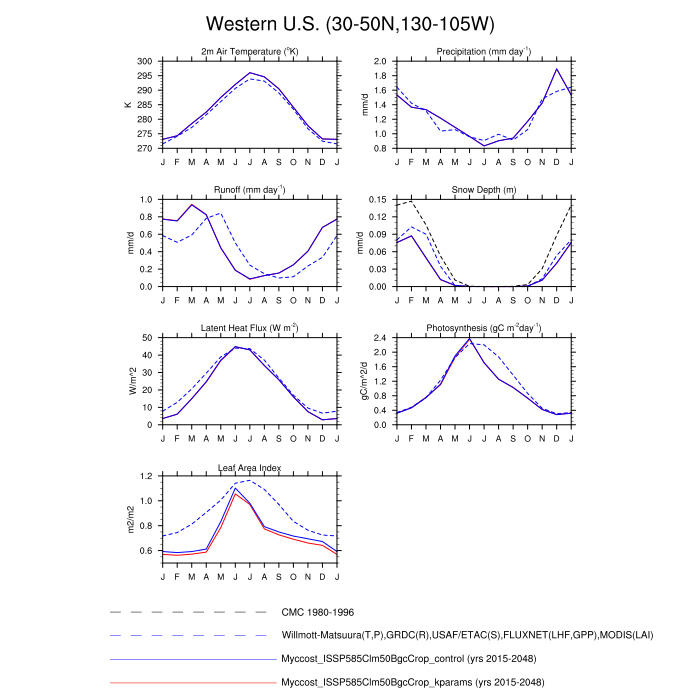 Western U.S. (30-50N,130-105W)
2m Air Temperature (°K)
Precipitation (mm day-1)
300
295
290
285
280
275
270
K
J F M A M J J A S O N D J
2.0
1.8
1.6
1.4
1.2
1.0
0.8
mm/d
J F M A M J J A S O N D J
Runoff (mm day-1)
Snow Depth (m)
1.0
0.8
0.6
0.4
0.2
0.0
mm/d
J F M A M J J A S O N D J
0.15
0.12
0.09
0.06
0.03
0.00
mm/d
J F M A M J J A S O N D J
Latent Heat Flux (W m-2)
Photosynthesis (gC m-2day-1)
50
40
30
20
10
0
W/m^2
J F M A M J J A S O N D J
2.4
2.0
1.6
1.2
0.8
0.4
0.0
gC/m^2/d
J F M A M J J A S O N D J
Leaf Area Index
1.2
1.0
0.8
0.6
m2/m2
J F M A M J J A S O N D J
CMC 1980-1996
Willmott-Matsuura(T,P),GRDC(R),USAF/ETAC(S),FLUXNET(LHF,GPP),MODIS(LAI)
Myccost_ISSP585Clm50BgcCrop_control (yrs 2015-2048)
Myccost_ISSP585Clm50BgcCrop_kparams (yrs 2015-2048)